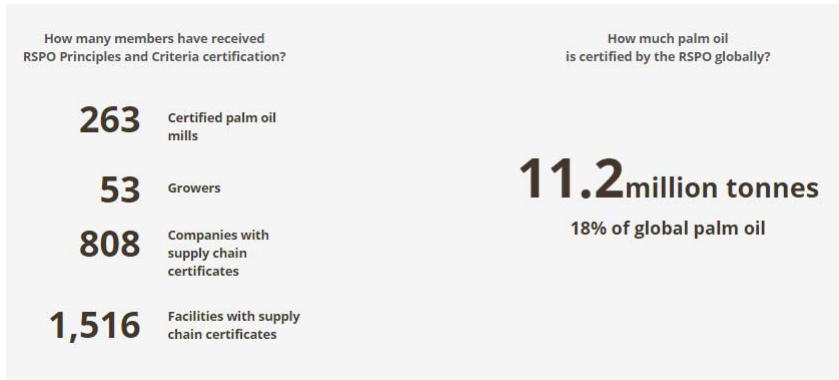 How many members have received
RSPO Principles and Criteria certification?
263
Certified palm oil
mills
53
Growers
808
Companies with
supply chain
certificates
1,516
Facilities with supply
chain certificates
How much palm oil
is certified by the RSPO globally?
11.2million tonnes
18% of global palm oil